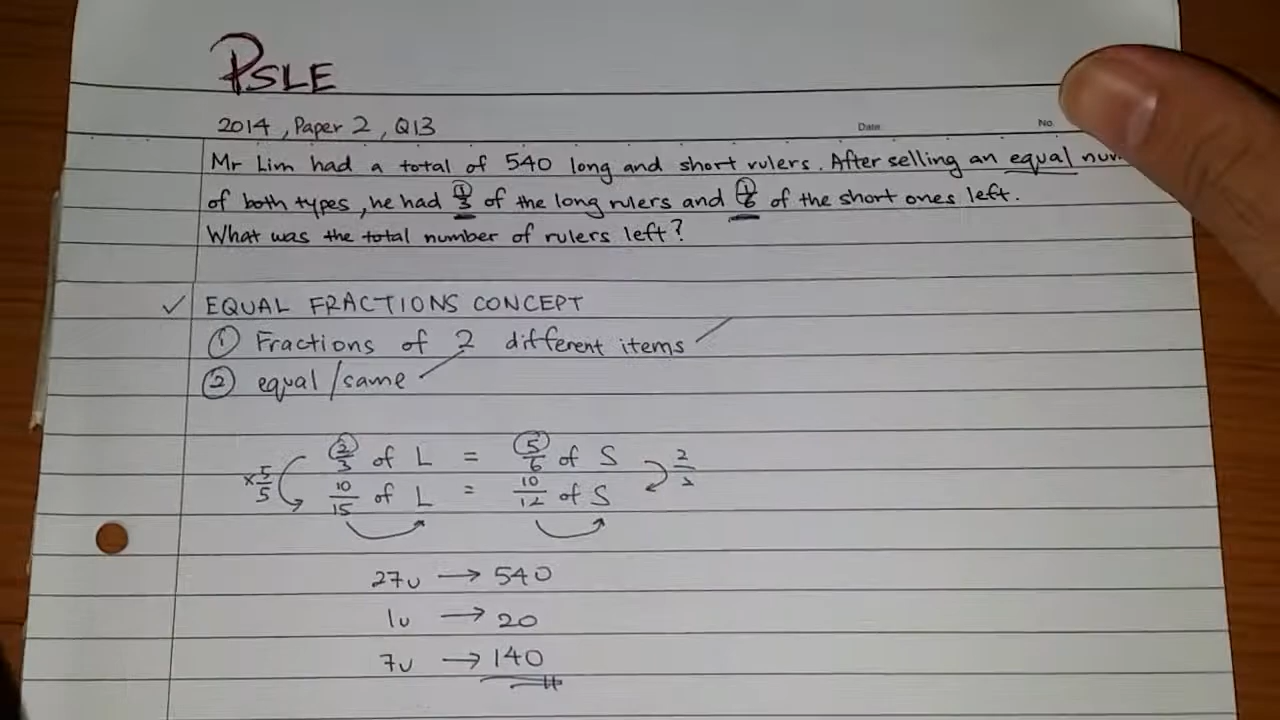 PSLE
2014, Paper 2, Q13
Date
No.
Mr Lim had a total of 540 long and short rulers. After selling an equal
of both types, he had 1/3 of the long rulers and 1/6 of the short ones left.
What was the total number of rulers left?
✓ EQUAL FRACTIONS CONCEPT
① Fractions of 2 different items
② equal/same
2/3 of L = 5/6 of S
×5/5 10/15 of L = 10/12 of S 2/2
27u → 540
1u → 20
7u → 140